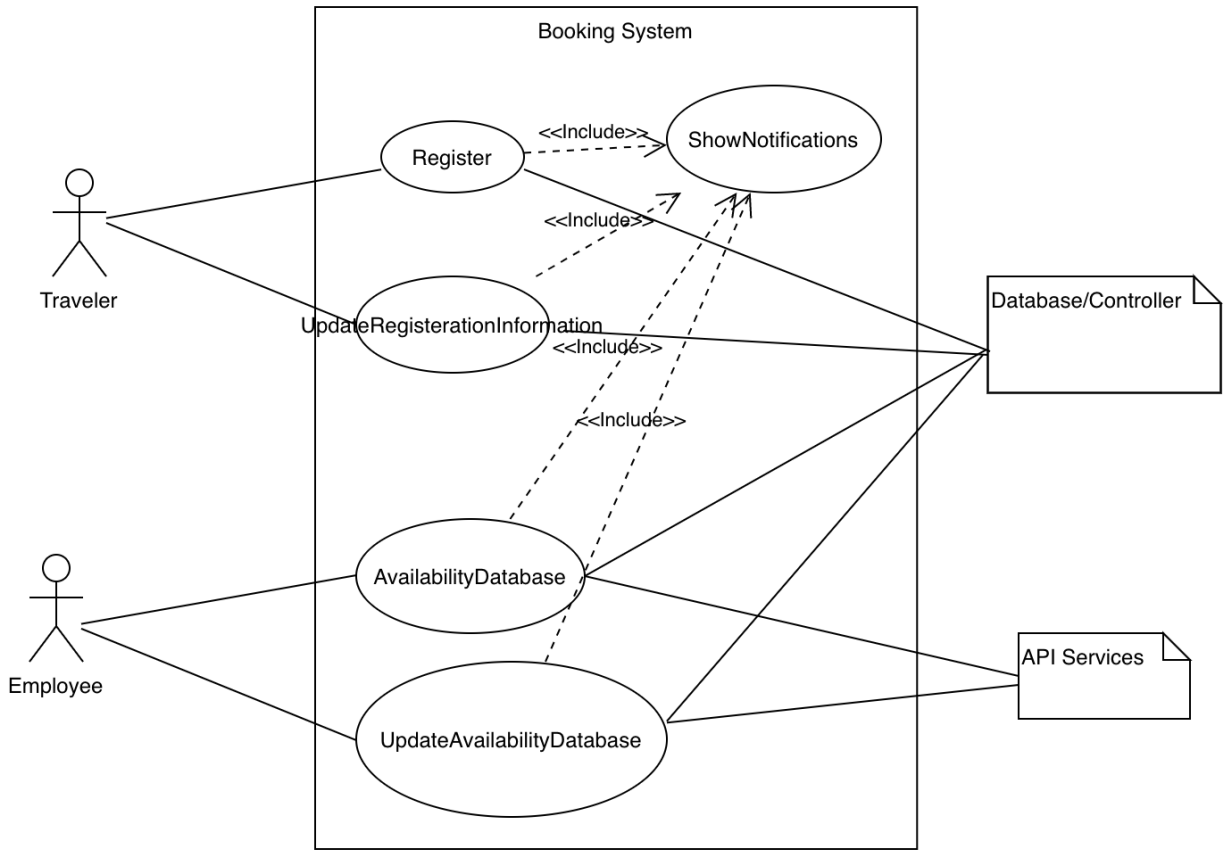 Booking System
<<Include>>
ShowNotifications
Register
<<Include>>
Traveler
Database/Controller
UpdateRegisterationInformation
<<Include>>
<<Include>>
AvailabilityDatabase
API Services
Employee
UpdateAvailabilityDatabase